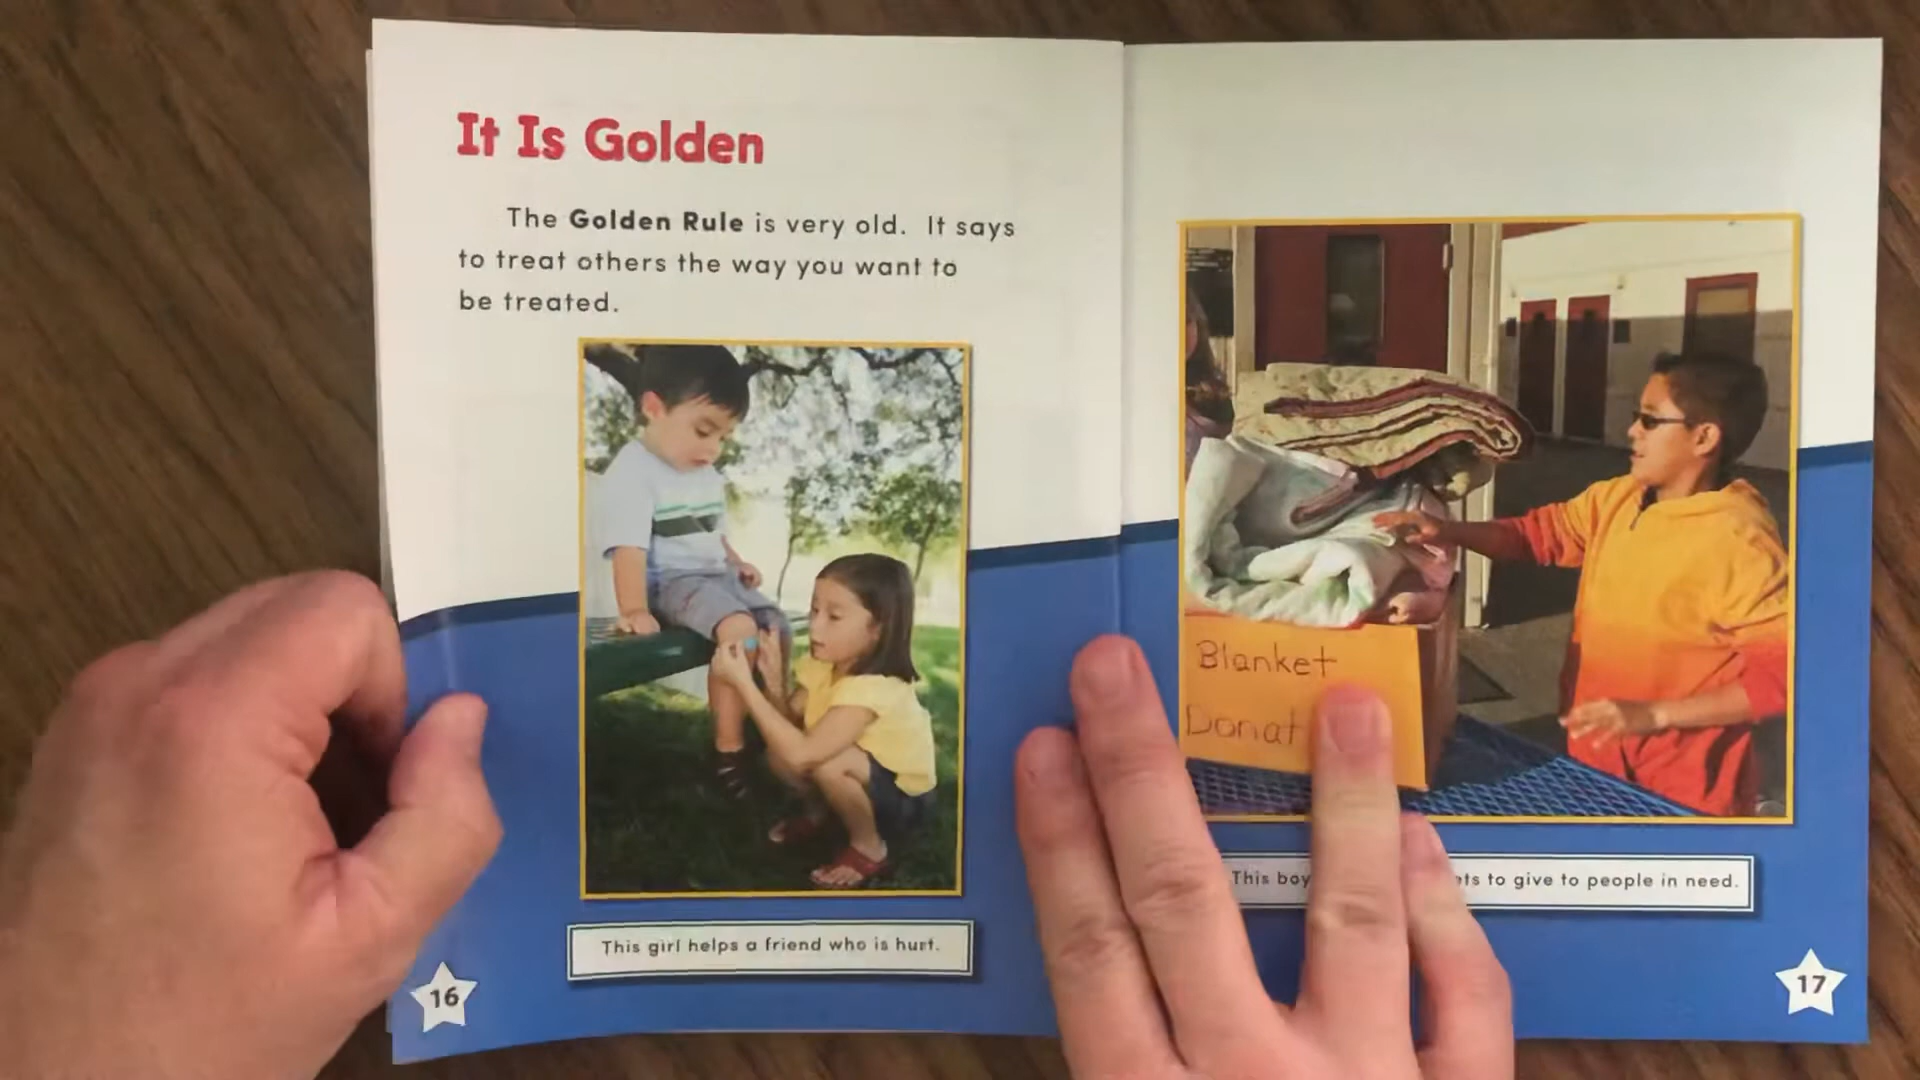 It Is Golden
The Golden Rule is very old. It says
to treat others the way you want to
be treated.
This girl helps a friend who is hurt.
16
Blanket
Donat
This boy
ets to give to people in need.
17